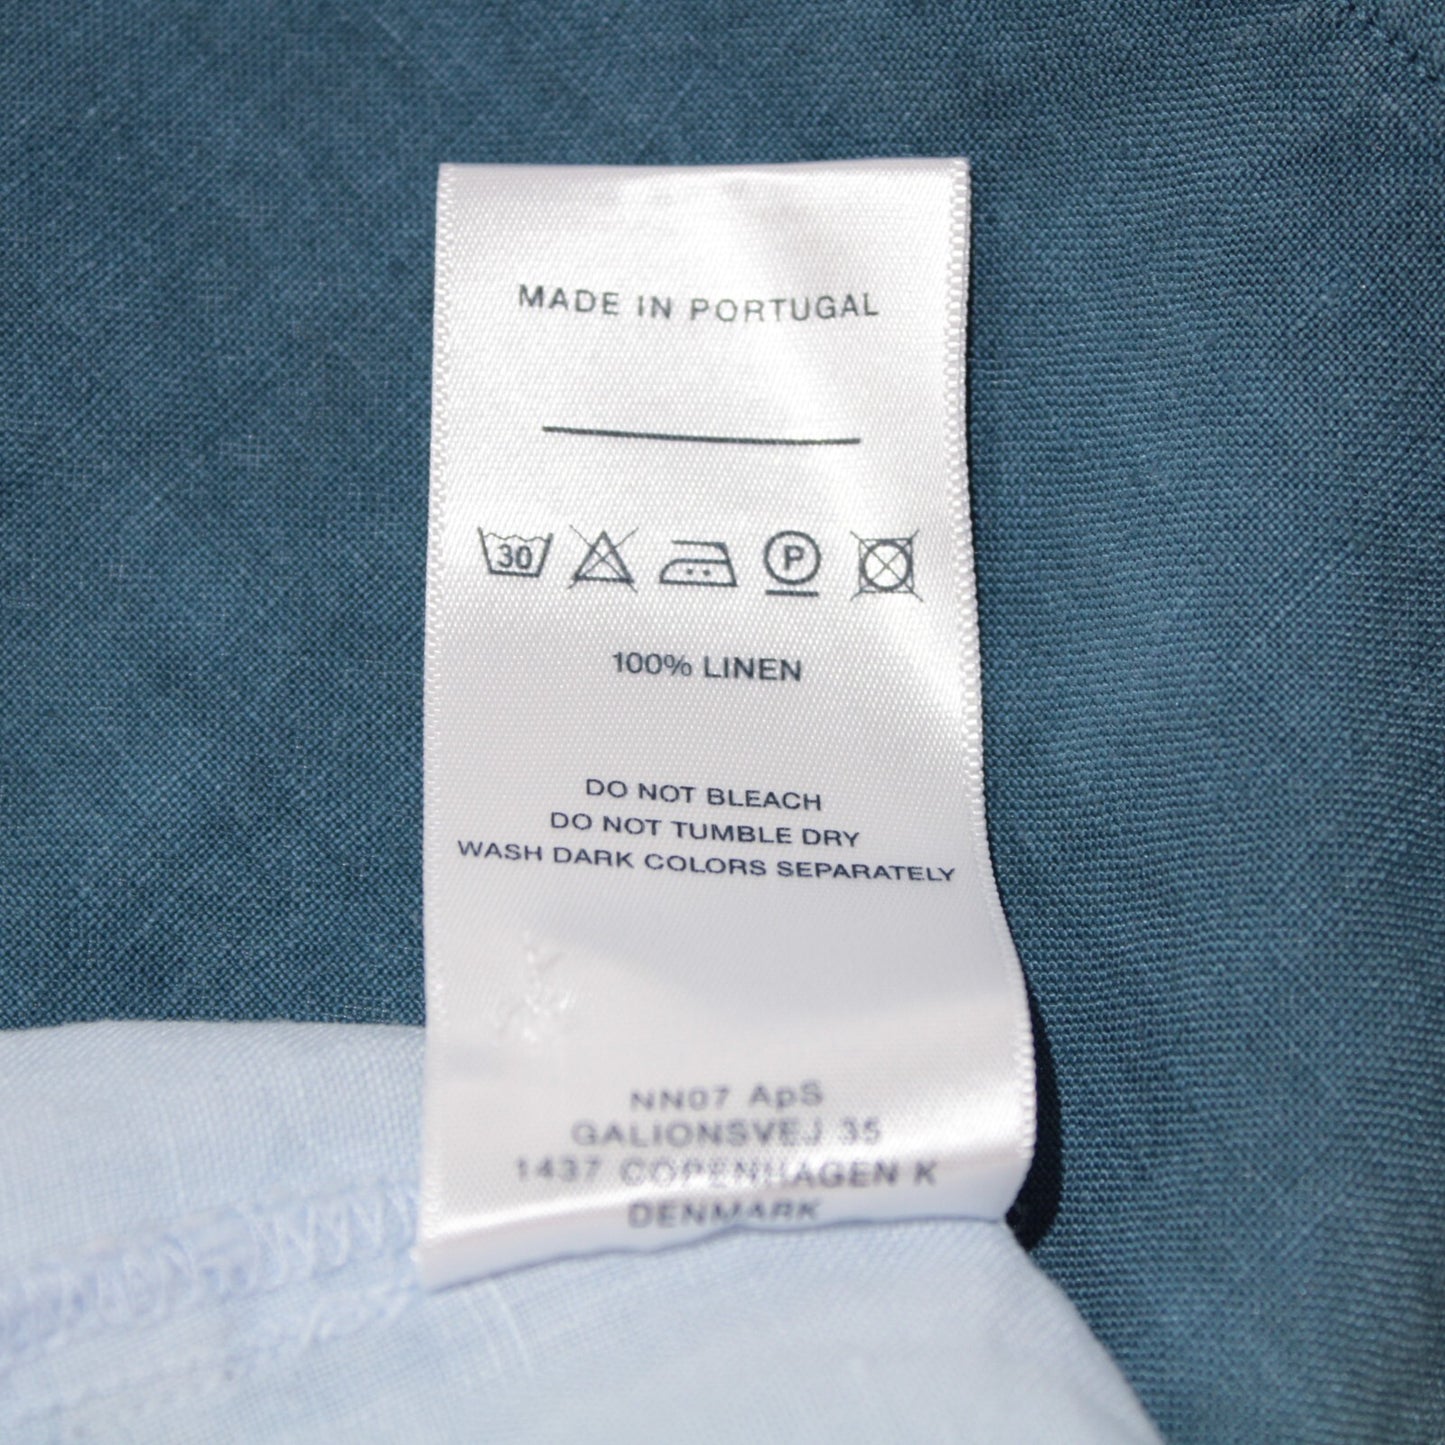 MADE IN PORTUGAL
30 P
100% LINEN
DO NOT BLEACH
DO NOT TUMBLE DRY
WASH DARK COLORS SEPARATELY
NN07 ApS
GALIONSVEJ 35
1437 COPENHAGEN K
DENMARK